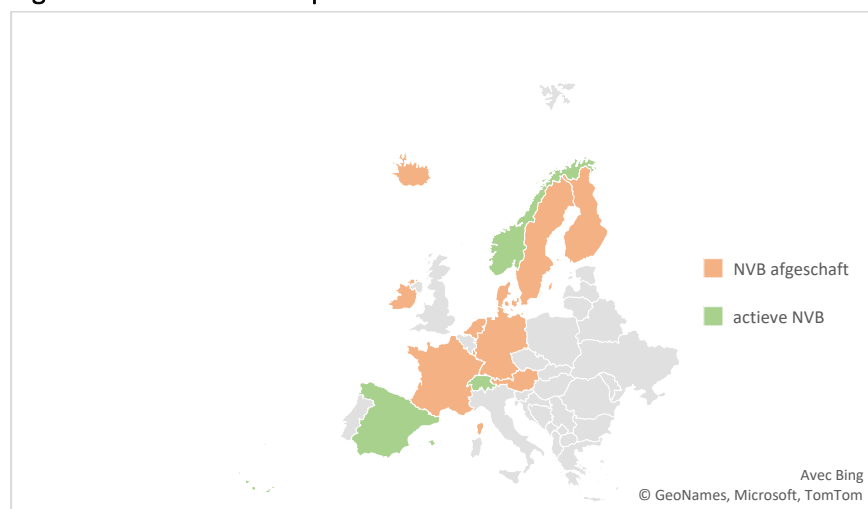 NVB afgeschaft
actieve NVB
Avec Bing
© GeoNames, Microsoft, TomTom